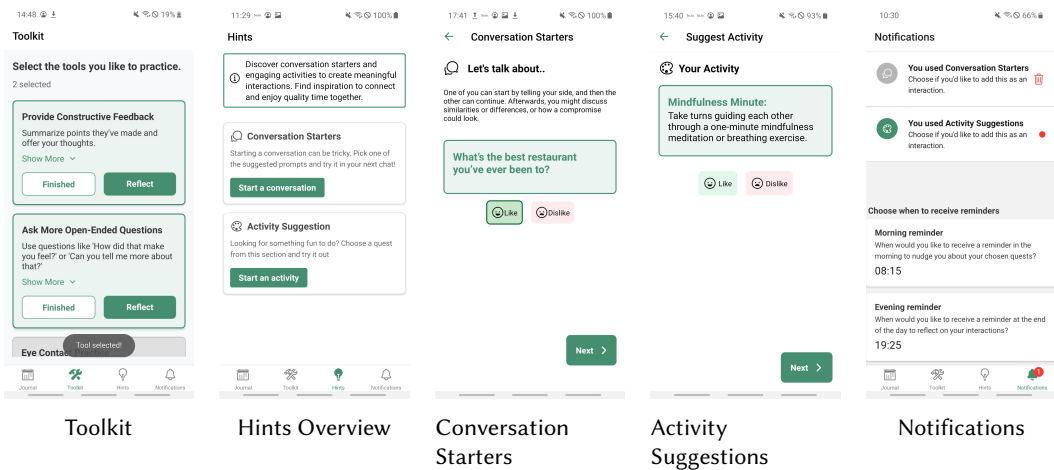 14:48
19%
Toolkit
Select the tools you like to practice.
2 selected
Provide Constructive Feedback
Summarize points they've made and
offer your thoughts.
Show More
Finished
Reflect
Ask More Open-Ended Questions
Use questions like 'How did that make
you feel?' or 'Can you tell me more about
that?'
Show More
Finished
Reflect
Tool selected!
Eye Contact Practice
Journal
Toolkit
Hints
Notifications
Toolkit
11:29
100%
Hints
Discover conversation starters and
engaging activities to create meaningful
interactions. Find inspiration to connect
and enjoy quality time together.
Conversation Starters
Starting a conversation can be tricky. Pick one of
the suggested prompts and try it in your next chat!
Start a conversation
Activity Suggestion
Looking for something fun to do? Choose a quest
from this section and try it out
Start an activity
Journal
Toolkit
Hints
Notifications
Hints Overview
17:41
100%
Conversation Starters
Let's talk about..
One of you can start by telling your side, and then the
other can continue. Afterwards, you might discuss
similarities or differences, or how a compromise
could look.
What's the best restaurant
you've ever been to?
Like
Dislike
Next
Conversation
Starters
15:40
93%
Suggest Activity
Your Activity
Mindfulness Minute:
Take turns guiding each other
through a one-minute mindfulness
meditation or breathing exercise.
Like
Dislike
Next
Activity
Suggestions
10:30
66%
Notifications
You used Conversation Starters
Choose if you'd like to add this as an
interaction.
You used Activity Suggestions
Choose if you'd like to add this as an
interaction.
Choose when to receive reminders
Morning reminder
When would you like to receive a reminder in the
morning to nudge you about your chosen quests?
08:15
Evening reminder
When would you like to receive a reminder at the end
of the day to reflect on your interactions?
19:25
1
Journal
Toolkit
Hints
Notifications
Notifications